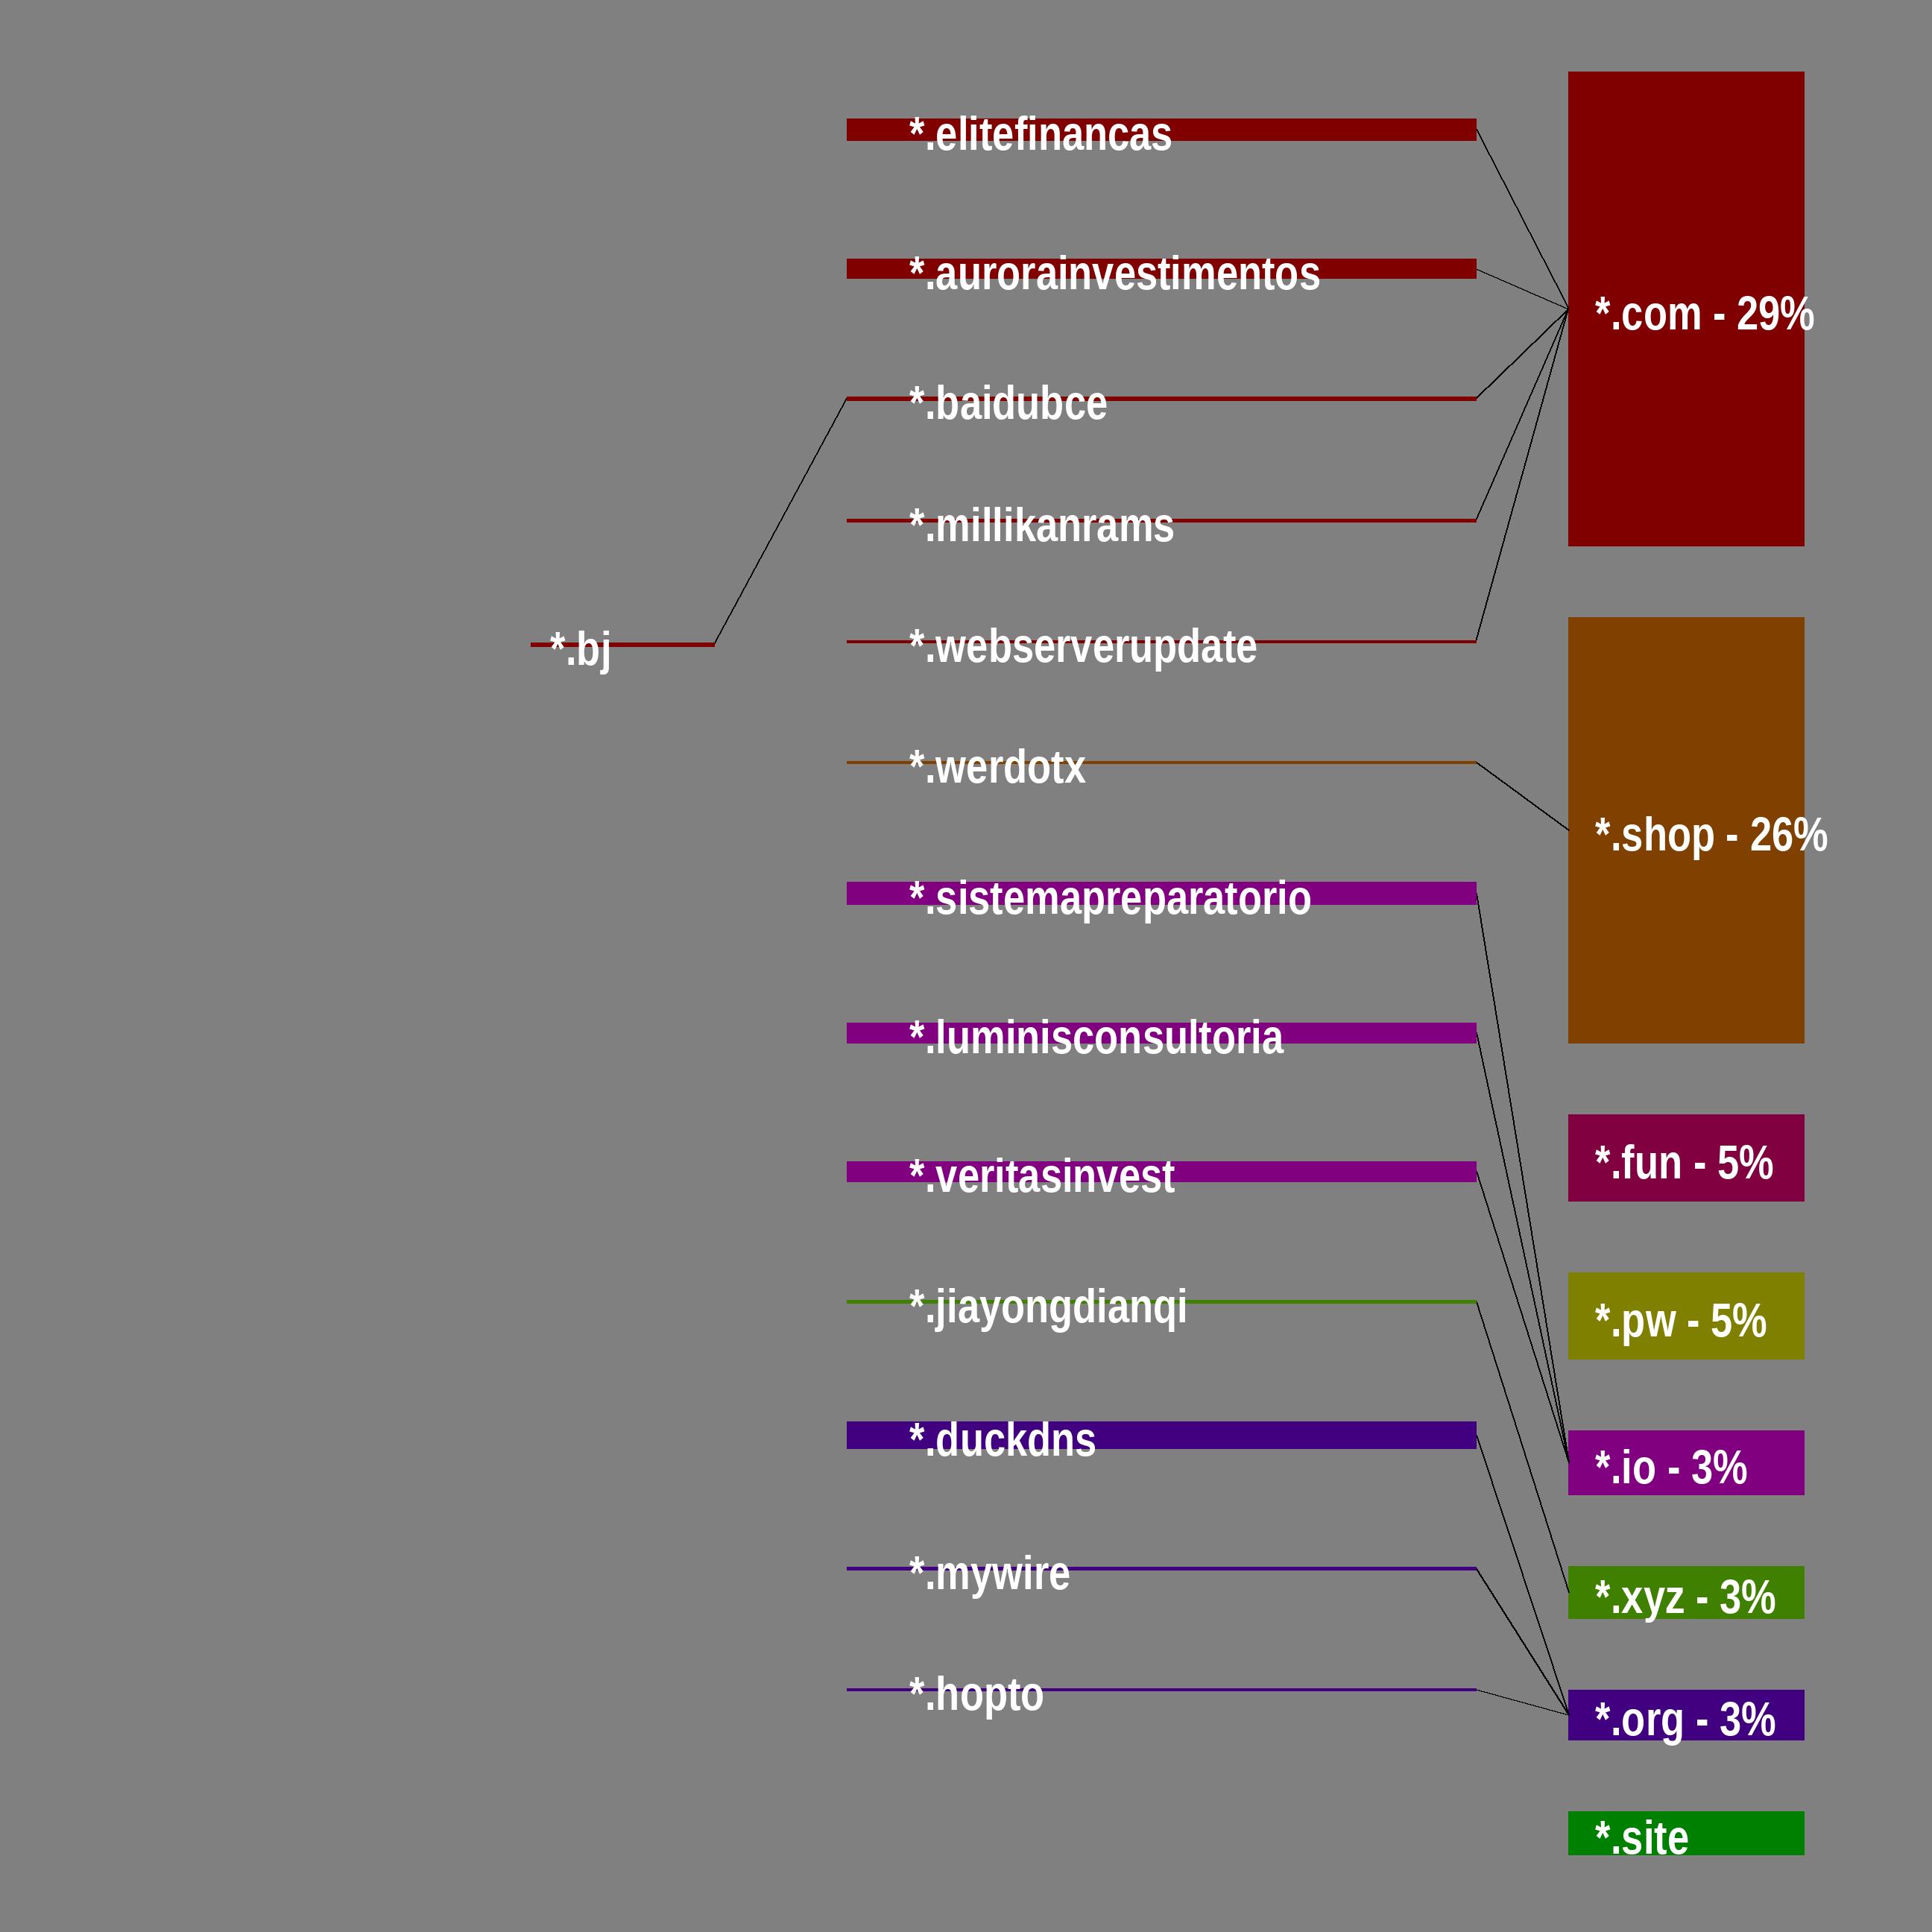 *.elitefinancas
*.aurorainvestimentos
*.com - 29%
*.baidubce
*.millikanrams
*.webserverupdate
*.bj
*.werdotx
*.shop - 26%
*.sistemapreparatorio
*.luminisconsultoria
*.fun - 5%
*.veritasinvest
*.jiayongdianqi
*.pw - 5%
*.duckdns
*.io - 3%
*.mywire
*.xyz - 3%
*.hopto
*.org - 3%
*.site